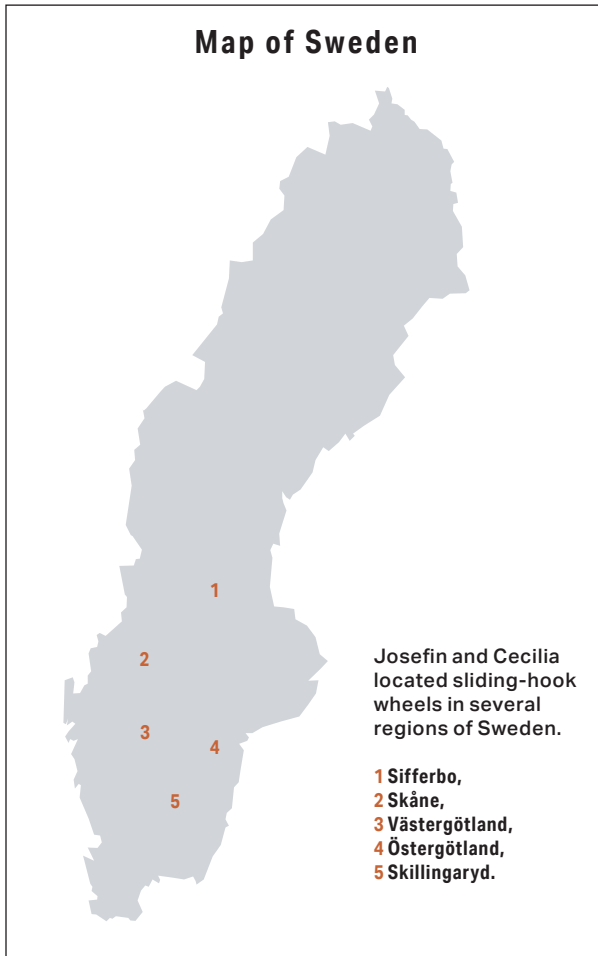 Map of Sweden
1
2
3
4
5
Josefin and Cecilia
located sliding-hook
wheels in several
regions of Sweden.
1 Sifferbo,
2 Skåne,
3 Västergötland,
4 Östergötland,
5 Skillingaryd.